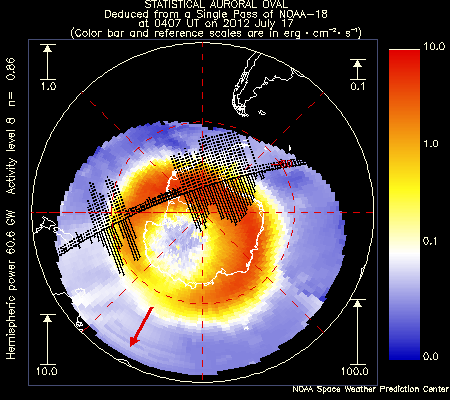 STATISTICAL AURORAL OVAL
Deduced from a Single Pass of NOAA-18
at 0407 UT on 2012 July 17
(Color bar and reference scales are in erg·cm⁻²·s⁻¹)
1.0
0.1
10.0
100.0
Hemispheric power 60.6 GW Activity level 8 n= 0.86
10.0
1.0
0.1
0.0
NOAA Space Weather Prediction Center